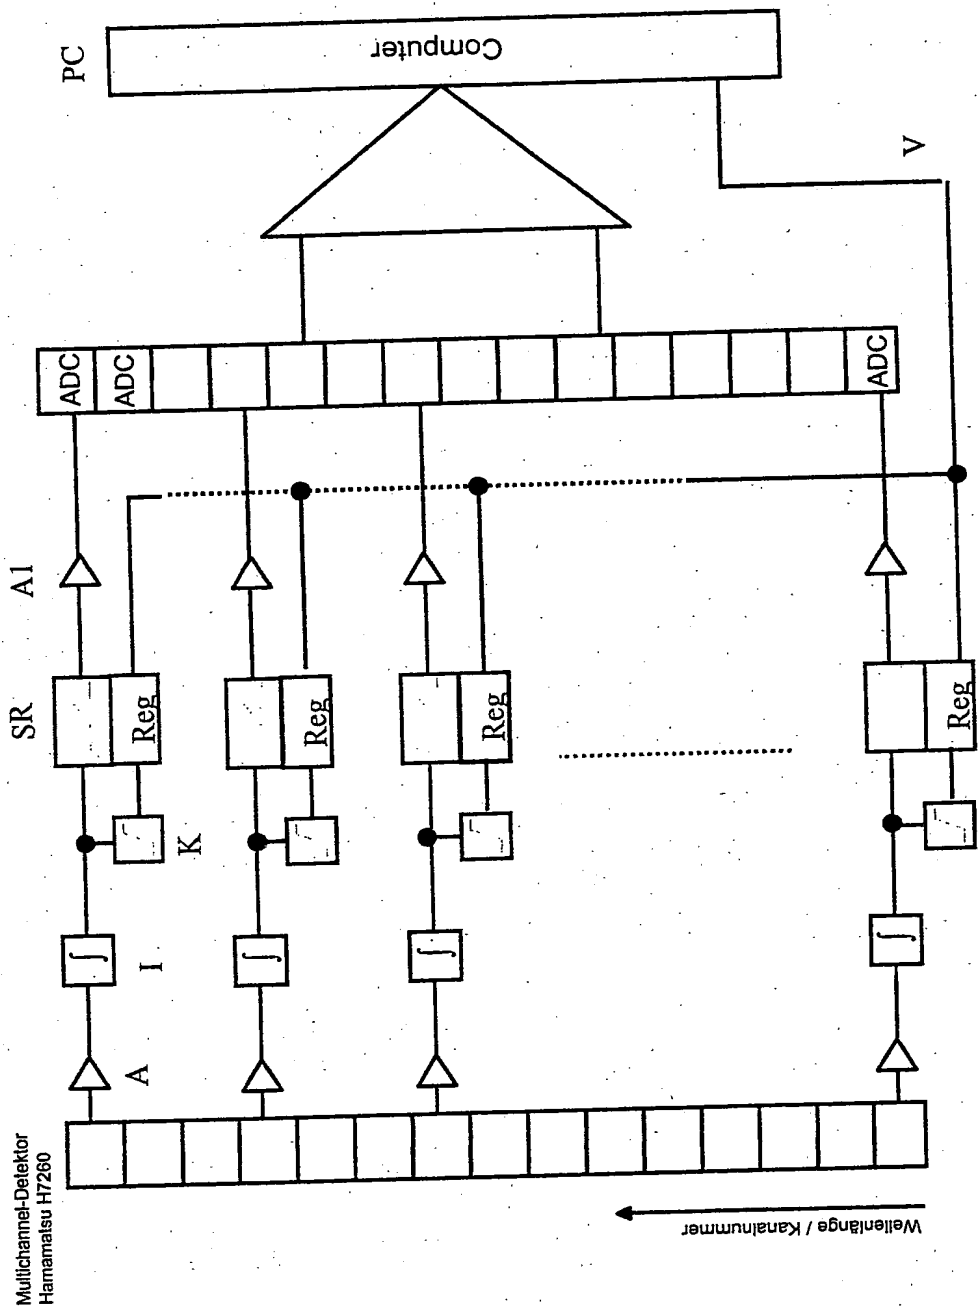 Multichannel-Detektor
Hamamatsu H7260
Wellenlänge / Kanalnummer
A
I
K
SR
A1
Reg
Reg
Reg
Reg
ADC
ADC
ADC
V
PC
Computer